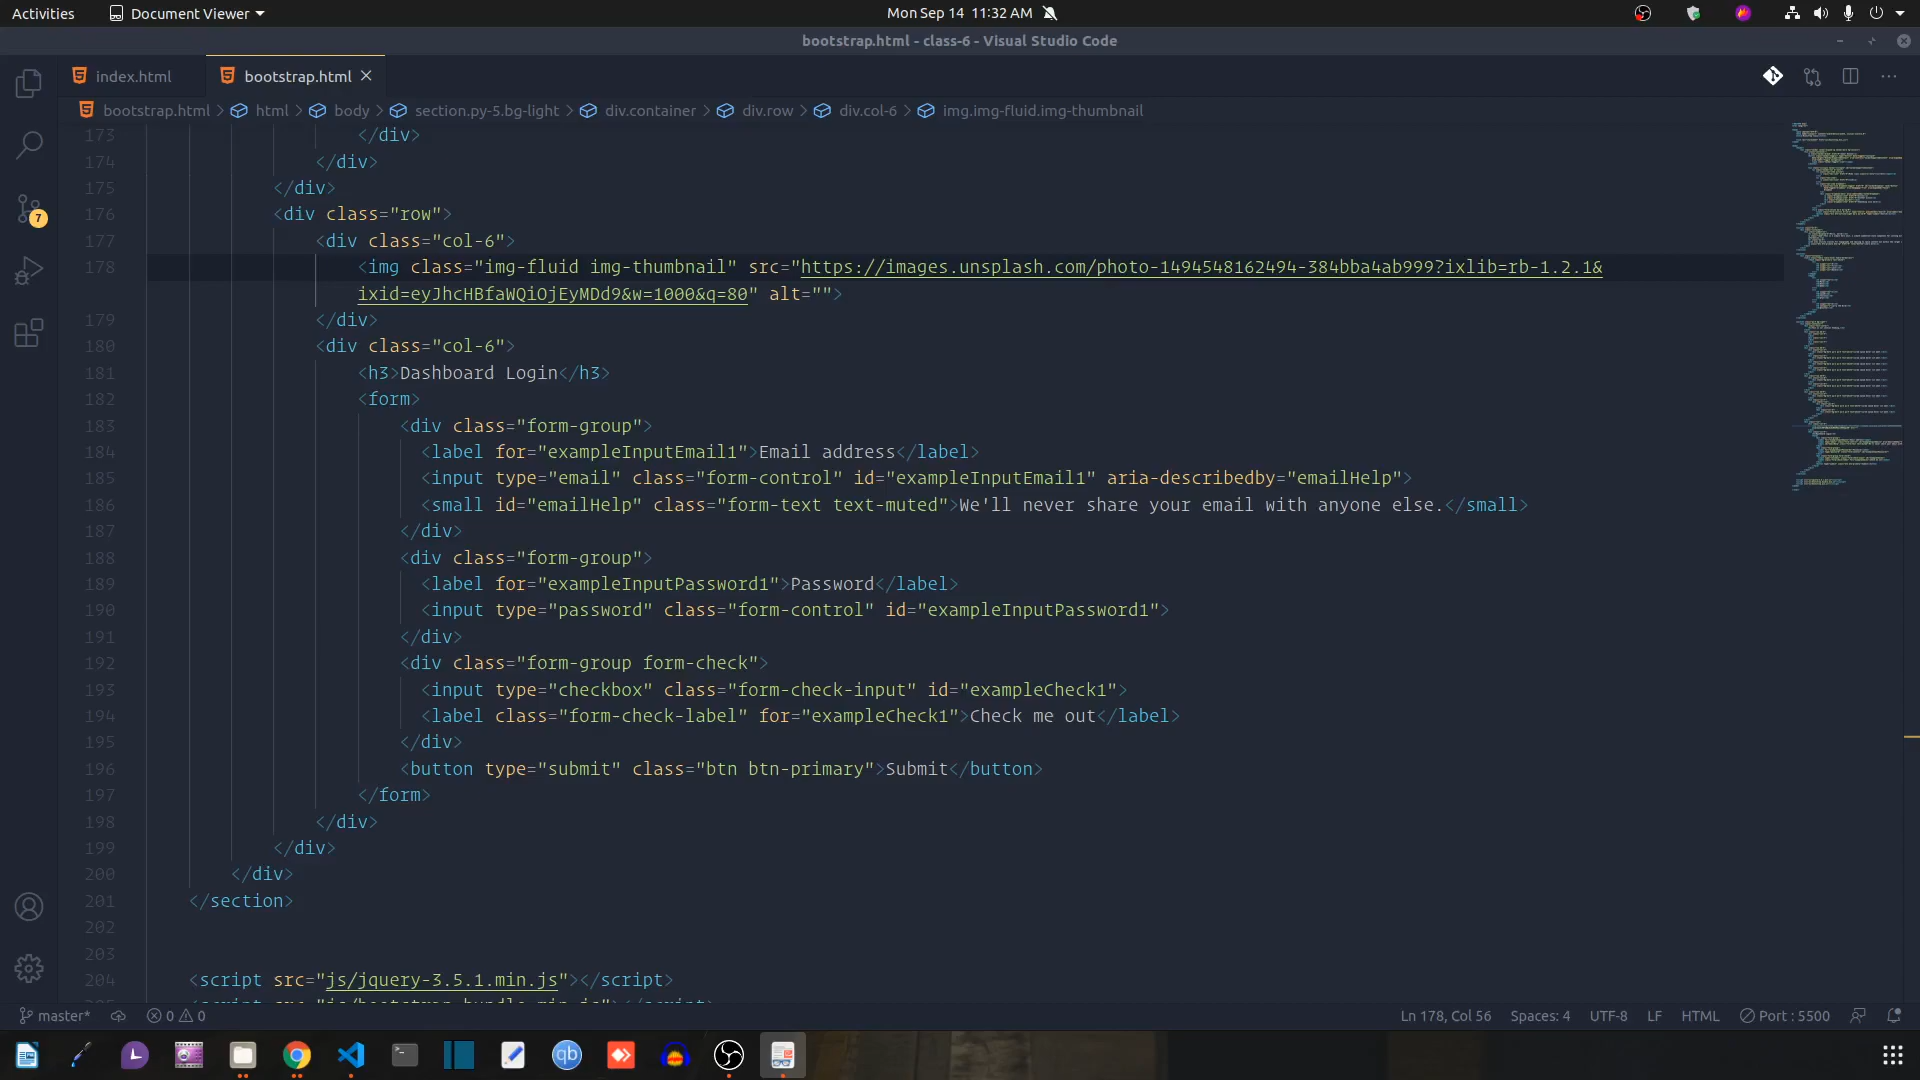 Activities
Document Viewer
Mon Sep 14 11:32 AM
bootstrap.html - class-6 - Visual Studio Code
index.html
bootstrap.html
bootstrap.html > html > body > section.py-5.bg-light > div.container > div.row > div.col-6 > img.img-fluid.img-thumbnail
173 </div>
174 </div>
175 </div>
176 <div class="row">
177 <div class="col-6">
178 <img class="img-fluid img-thumbnail" src="https://images.unsplash.com/photo-1494548162494-384bba4ab999?ixlib=rb-1.2.1&
ixid=eyJhcHBfaWQiOjEyMDd9&w=1000&q=80" alt="">
179 </div>
180 <div class="col-6">
181 <h3>Dashboard Login</h3>
182 <form>
183 <div class="form-group">
184 <label for="exampleInputEmail1">Email address</label>
185 <input type="email" class="form-control" id="exampleInputEmail1" aria-describedby="emailHelp">
186 <small id="emailHelp" class="form-text text-muted">We'll never share your email with anyone else.</small>
187 </div>
188 <div class="form-group">
189 <label for="exampleInputPassword1">Password</label>
190 <input type="password" class="form-control" id="exampleInputPassword1">
191 </div>
192 <div class="form-group form-check">
193 <input type="checkbox" class="form-check-input" id="exampleCheck1">
194 <label class="form-check-label" for="exampleCheck1">Check me out</label>
195 </div>
196 <button type="submit" class="btn btn-primary">Submit</button>
197 </form>
198 </div>
199 </div>
200 </div>
201 </section>
202
203
204 <script src="js/jquery-3.5.1.min.js"></script>
7
master* 0 0
Ln 178, Col 56 Spaces: 4 UTF-8 LF HTML Port : 5500
qb